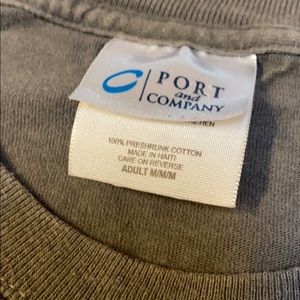 PORT
and
COMPANY
100% PRESHRUNK COTTON
MADE IN HAITI
CARE ON REVERSE
ADULT M/M/M